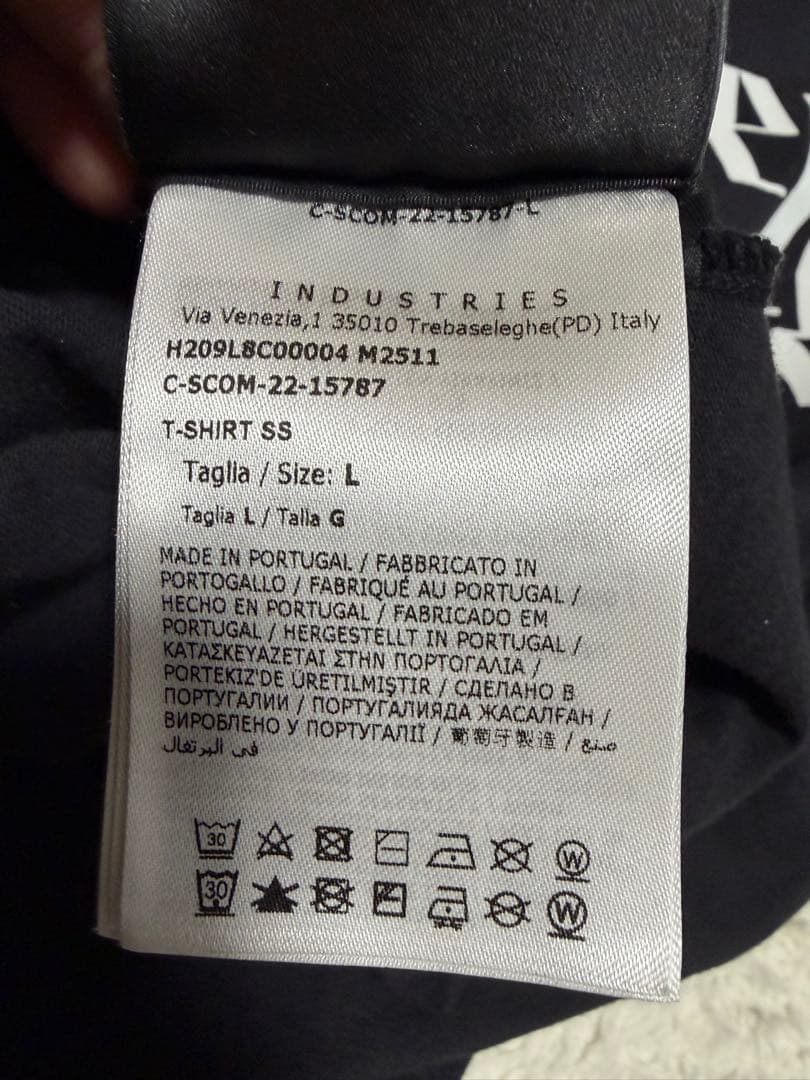 C-SCOM-22-15787-L
INDUSTRIES
Via Venezia,1 35010 Trebaseleghe(PD) Italy
H209L8C00004 M2511
C-SCOM-22-15787
T-SHIRT SS
Taglia / Size: L
Taglia L / Talla G
MADE IN PORTUGAL / FABBRICATO IN
PORTOGALLO / FABRIQUÉ AU PORTUGAL /
HECHO EN PORTUGAL / FABRICADO EM
PORTUGAL / HERGESTELLT IN PORTUGAL /
ΚΑΤΑΣΚΕΥΑΖΕΤΑΙ ΣΤΗΝ ΠΟΡΤΟΓΑΛΙΑ /
PORTEKIZ'DE ÜRETILMIŞTIR / СДЕЛАНО В
ПОРТУГАЛИИ / ПОРТУГАЛИЯДА ЖАСАЛҒАН /
ВИРОБЛЕНО У ПОРТУГАЛІЇ / 葡萄牙製造 / صنع
في البرتغال
30 W
30 W